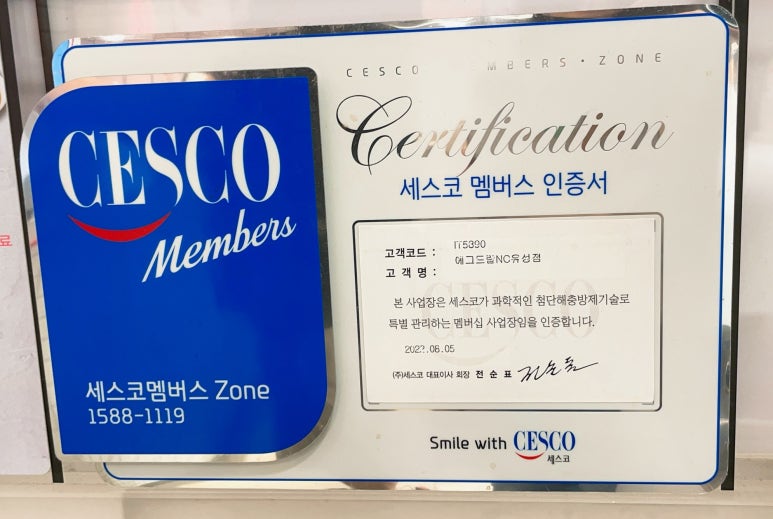 CESCO MEMBERS·ZONE
Certification
세스코 멤버스 인증서
CESCO
Members
세스코멤버스 Zone
1588-1119
고객코드 : IT5390
고 객 명 : 에그드랍NC유성점
본 사업장은 세스코가 과학적인 첨단해충방제기술로
특별 관리하는 멤버십 사업장임을 인증합니다.
2022.06.05
(주)세스코 대표이사 회장 전 순 표
Smile with CESCO
세스코
료